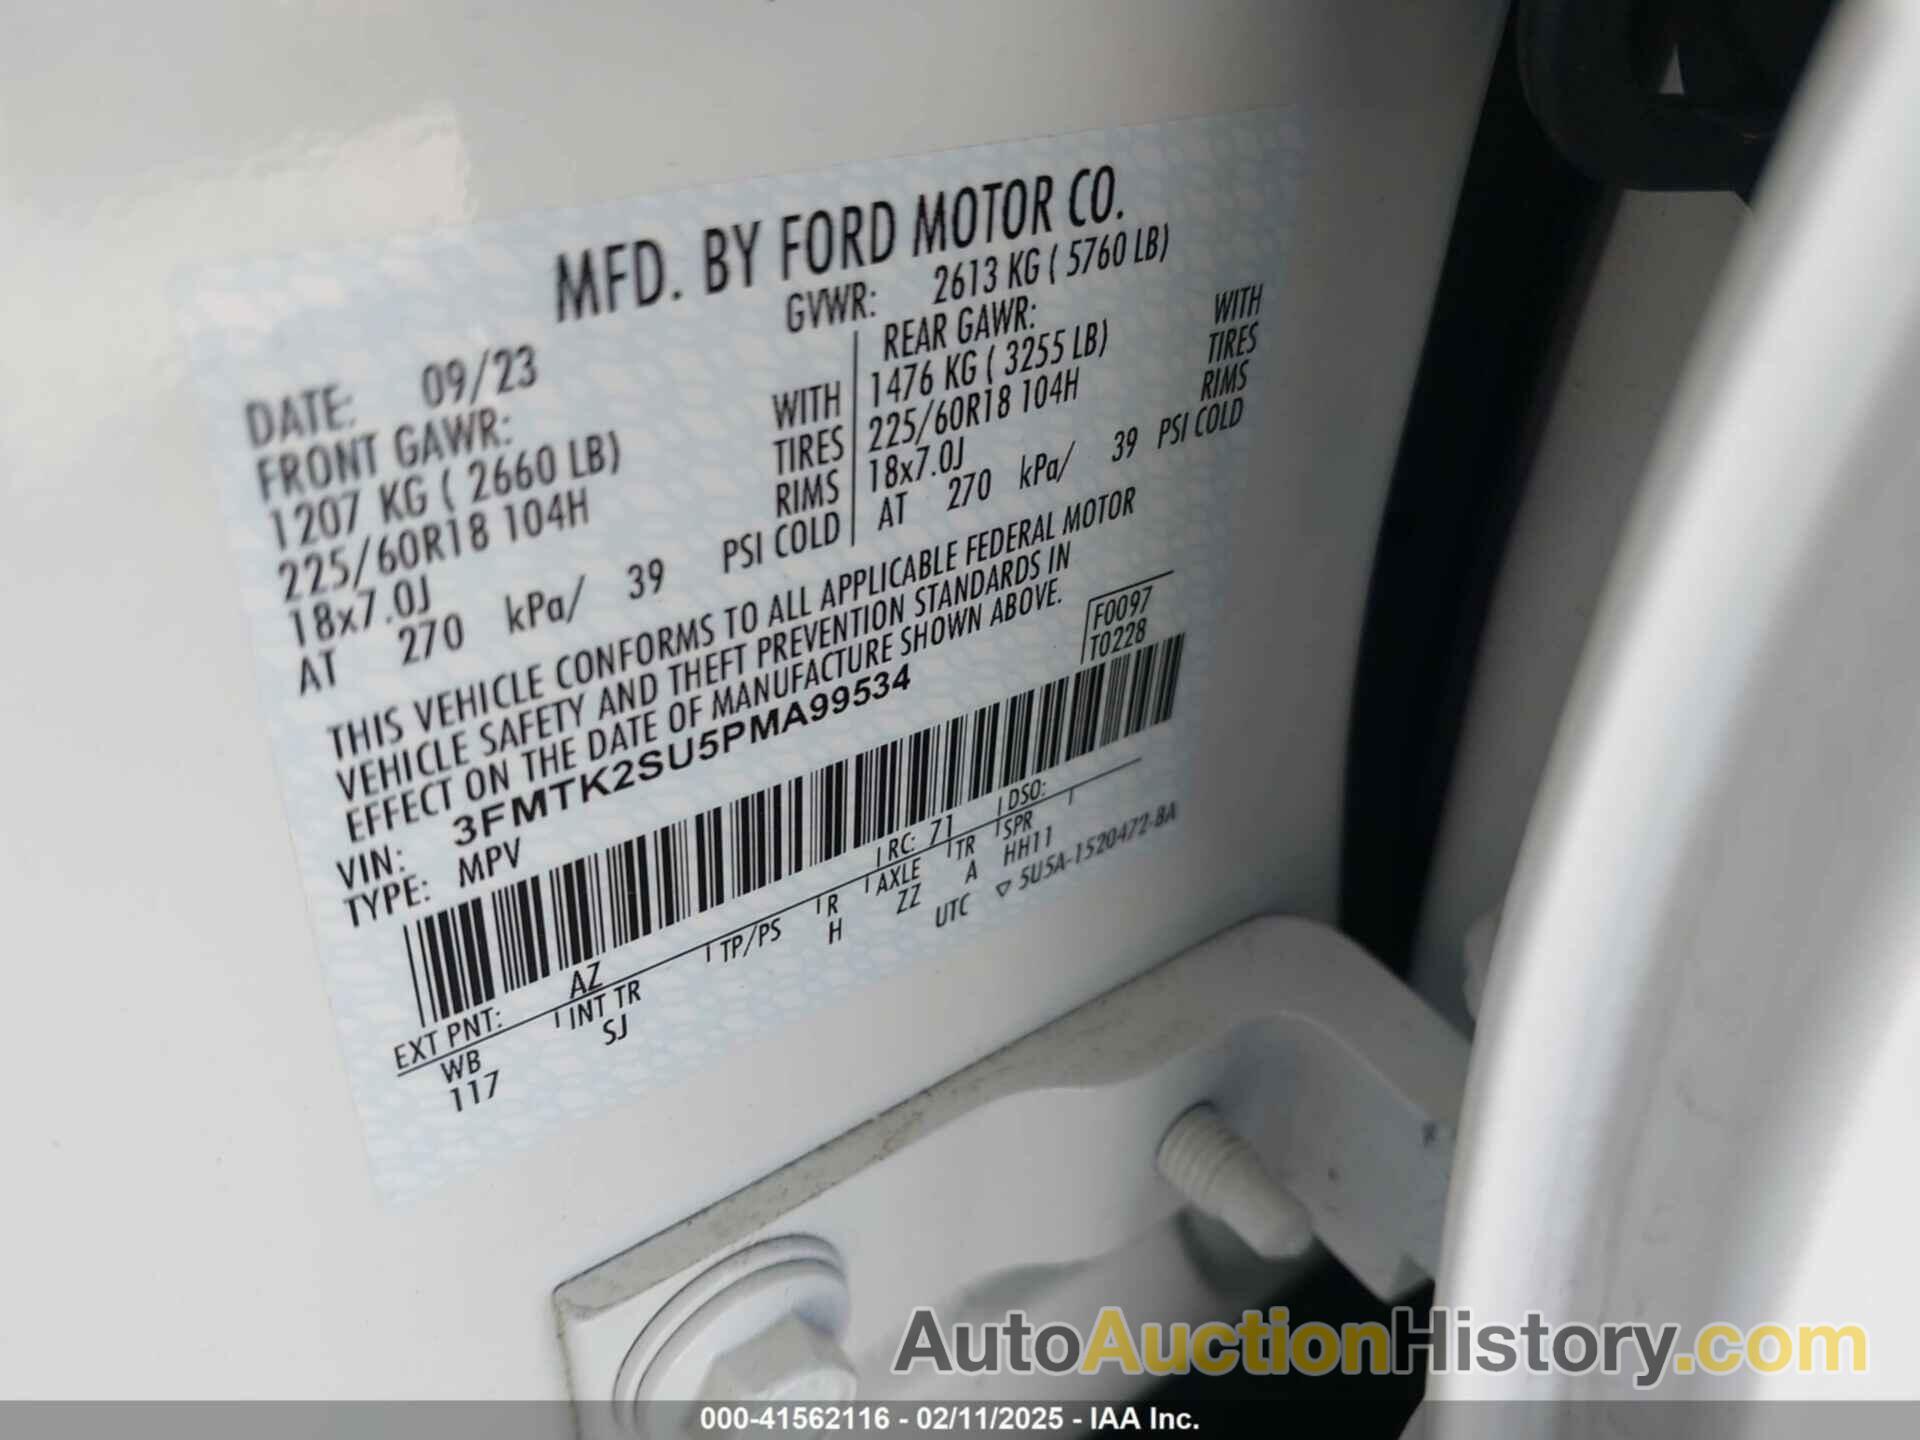 MFD. BY FORD MOTOR CO.
DATE: 09/23 GVWR: 2613 KG ( 5760 LB)
FRONT GAWR: REAR GAWR:
1207 KG ( 2660 LB) WITH 1476 KG ( 3255 LB) WITH
225/60R18 104H TIRES 225/60R18 104H TIRES
18x7.0J RIMS 18x7.0J RIMS
AT 270 kPa/ 39 PSI COLD AT 270 kPa/ 39 PSI COLD
THIS VEHICLE CONFORMS TO ALL APPLICABLE FEDERAL MOTOR
VEHICLE SAFETY AND THEFT PREVENTION STANDARDS IN
EFFECT ON THE DATE OF MANUFACTURE SHOWN ABOVE.
VIN: 3FMTK2SU5PMA99534 F0097
TYPE: MPV T0228
EXT PNT: AZ RC: 71 DSO:
WB INT TR TP/PS R AXLE TR SPR
117 SJ H ZZ A HH11
UTC ▽ 5U5A-1520472-BA
AutoAuctionHistory.com
000-41562116 - 02/11/2025 - IAA Inc.